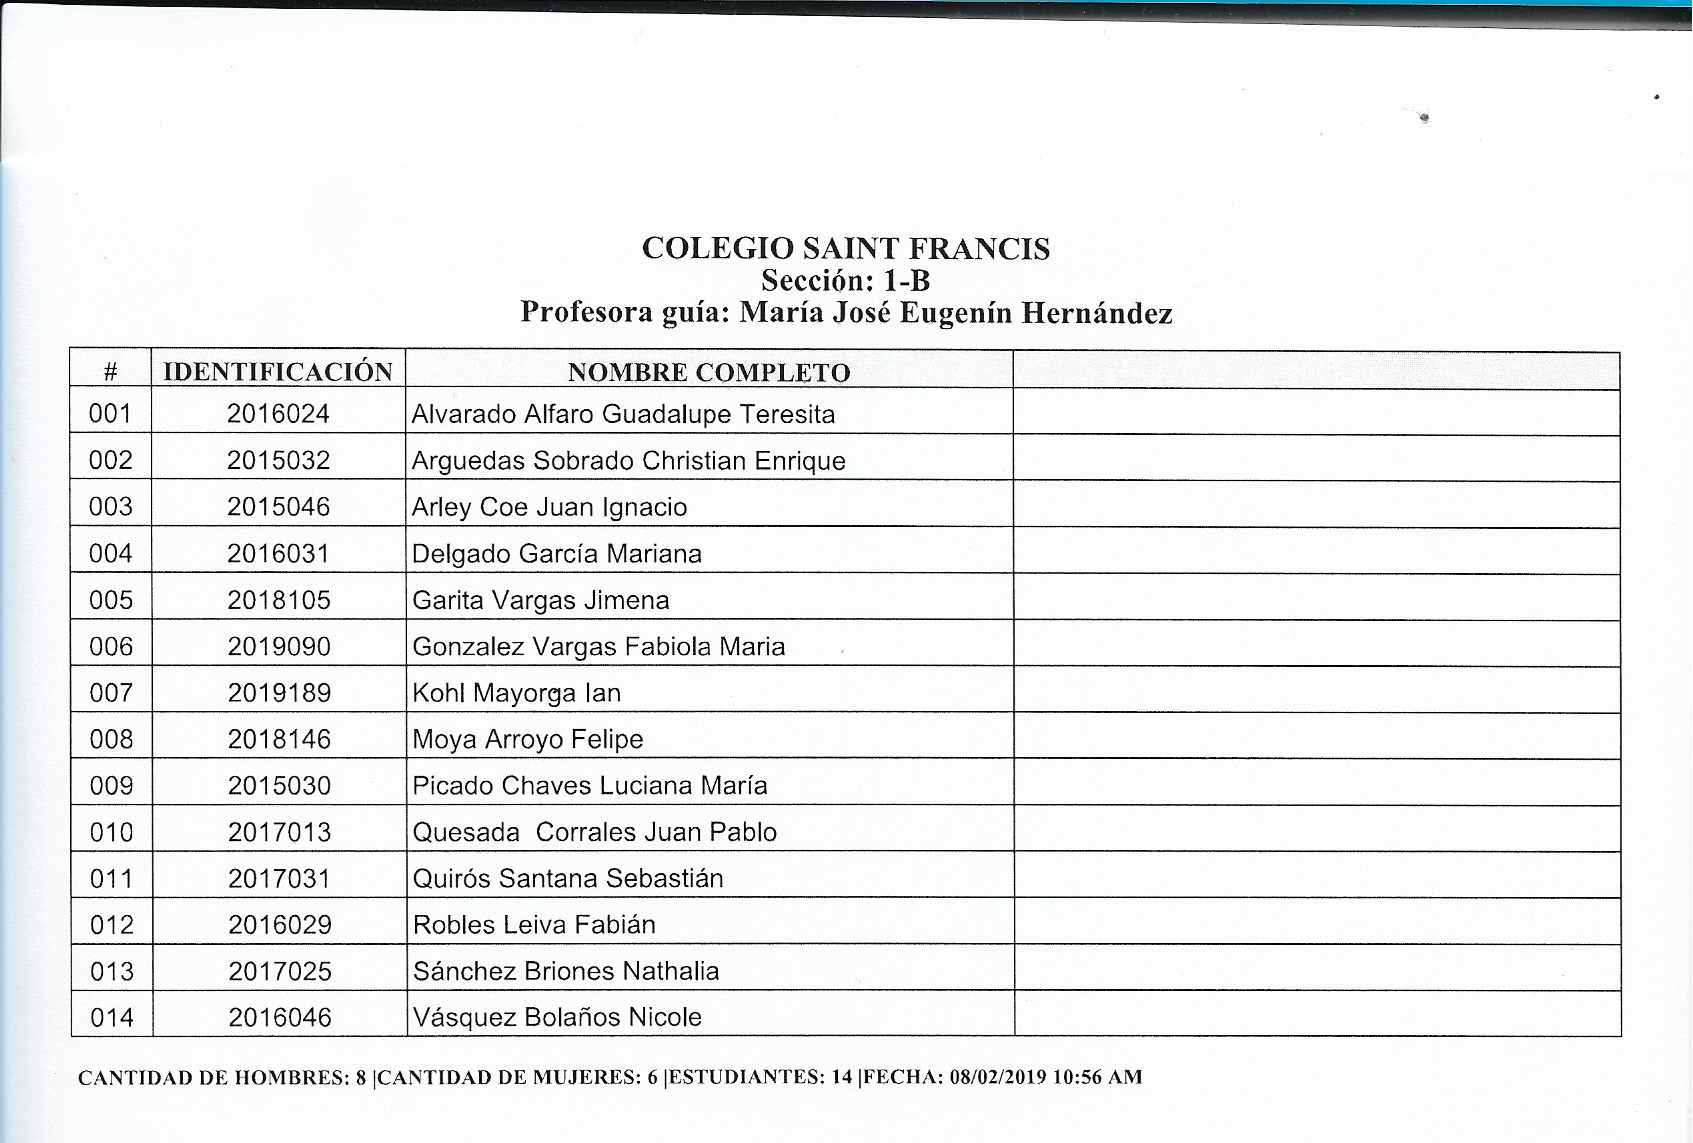 COLEGIO SAINT FRANCIS
Sección: 1-B
Profesora guía: María José Eugenín Hernández
# IDENTIFICACIÓN NOMBRE COMPLETO
001 2016024 Alvarado Alfaro Guadalupe Teresita
002 2015032 Arguedas Sobrado Christian Enrique
003 2015046 Arley Coe Juan Ignacio
004 2016031 Delgado García Mariana
005 2018105 Garita Vargas Jimena
006 2019090 Gonzalez Vargas Fabiola Maria
007 2019189 Kohl Mayorga Ian
008 2018146 Moya Arroyo Felipe
009 2015030 Picado Chaves Luciana María
010 2017013 Quesada  Corrales Juan Pablo
011 2017031 Quirós Santana Sebastián
012 2016029 Robles Leiva Fabián
013 2017025 Sánchez Briones Nathalia
014 2016046 Vásquez Bolaños Nicole
CANTIDAD DE HOMBRES: 8 |CANTIDAD DE MUJERES: 6 |ESTUDIANTES: 14 |FECHA: 08/02/2019 10:56 AM